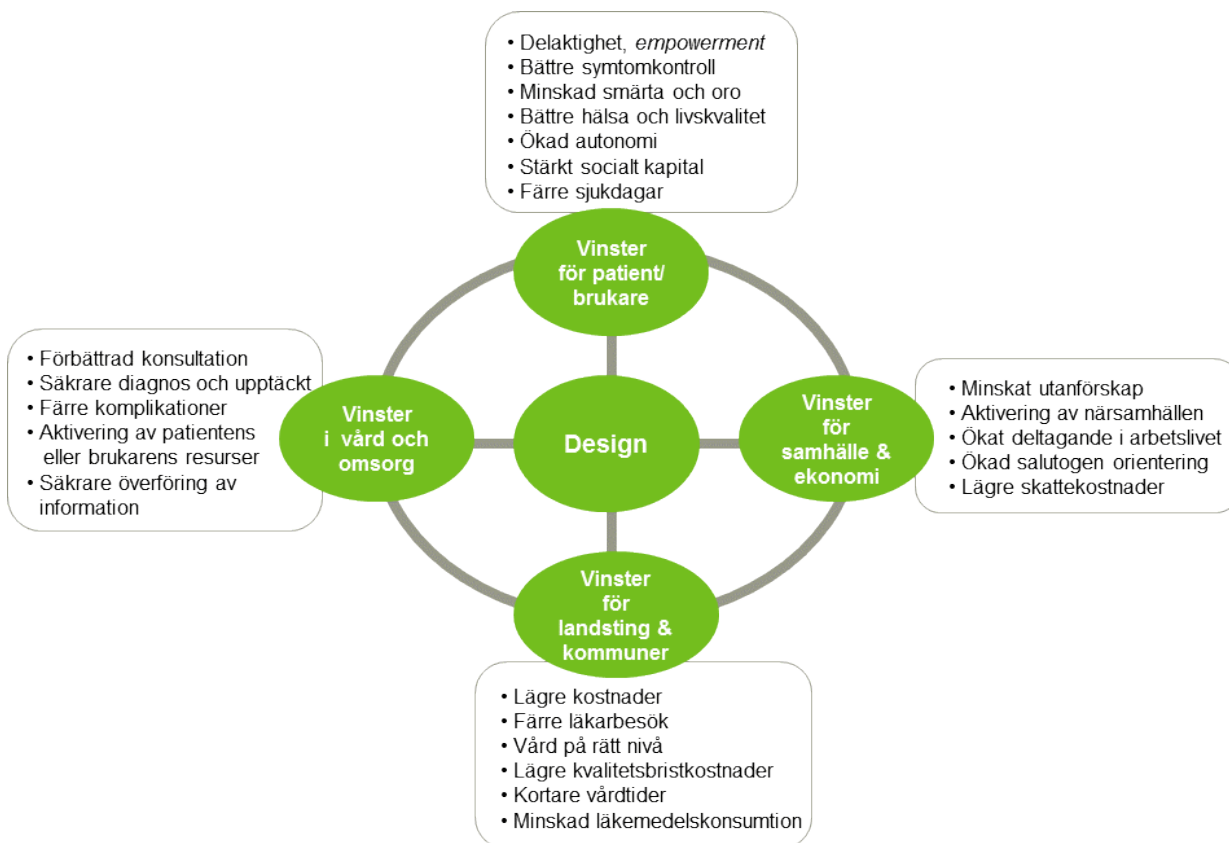 • Delaktighet, empowerment
• Bättre symtomkontroll
• Minskad smärta och oro
• Bättre hälsa och livskvalitet
• Ökad autonomi
• Stärkt socialt kapital
• Färre sjukdagar
Vinster
för patient/
brukare
• Förbättrad konsultation
• Säkrare diagnos och upptäckt
• Färre komplikationer
• Aktivering av patientens
eller brukarens resurser
• Säkrare överföring av
information
Vinster
i vård och
omsorg
Design
Vinster
för
samhälle &
ekonomi
• Minskat utanförskap
• Aktivering av närsamhällen
• Ökat deltagande i arbetslivet
• Ökad salutogen orientering
• Lägre skattekostnader
Vinster
för
landsting &
kommuner
• Lägre kostnader
• Färre läkarbesök
• Vård på rätt nivå
• Lägre kvalitetsbristkostnader
• Kortare vårdtider
• Minskad läkemedelskonsumtion